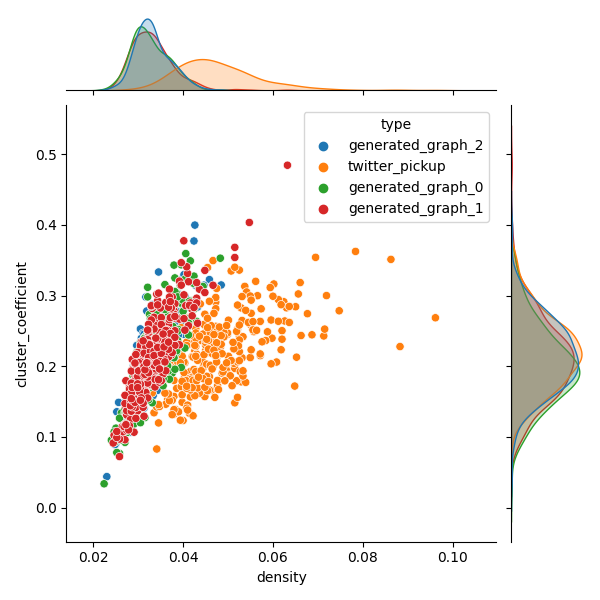 type
generated_graph_2
twitter_pickup
generated_graph_0
generated_graph_1
0.5
0.4
0.3
0.2
0.1
0.0
cluster_coefficient
0.02 0.04 0.06 0.08 0.10
density